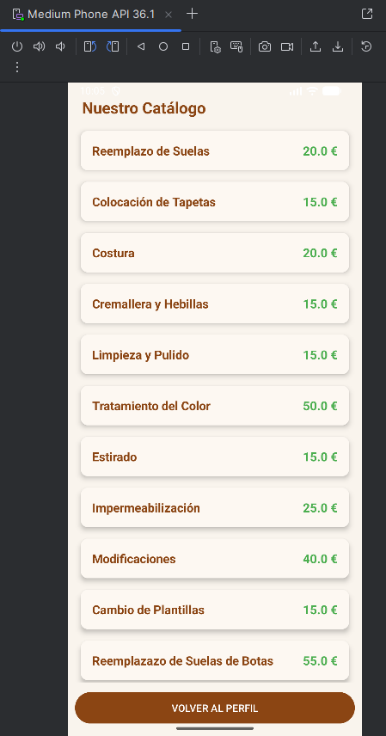 Medium Phone API 36.1
Nuestro Catálogo
Reemplazo de Suelas 20.0 €
Colocación de Tapetas 15.0 €
Costura 20.0 €
Cremallera y Hebillas 15.0 €
Limpieza y Pulido 15.0 €
Tratamiento del Color 50.0 €
Estirado 15.0 €
Impermeabilización 25.0 €
Modificaciones 40.0 €
Cambio de Plantillas 15.0 €
Reemplazazo de Suelas de Botas 55.0 €
VOLVER AL PERFIL